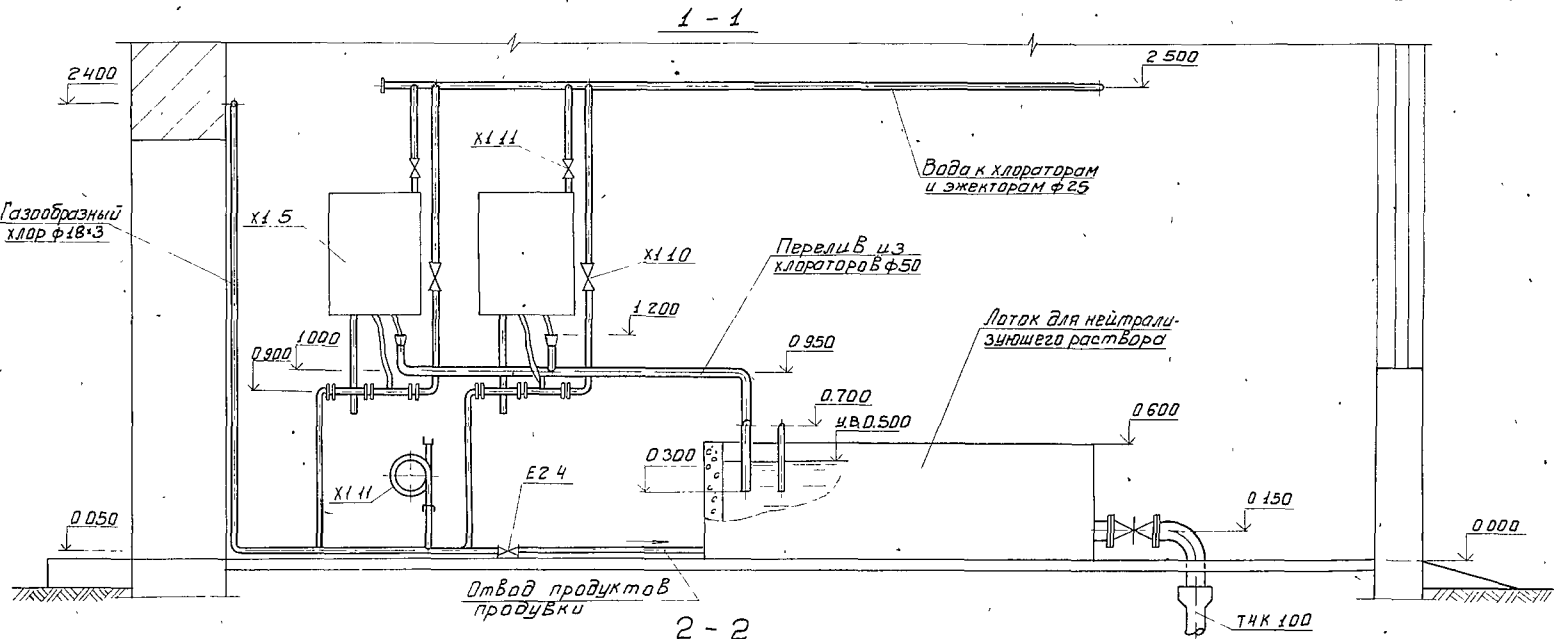 1 - 1
2 400
2 500
Х1 11
Вода к хлораторам
и эжекторам ф25
Газообразный
хлор ф18×3
Х1 5
Х1 10
Перелив из
хлораторов ф50
1 200
Лоток для нейтрали-
зующего раствора
1.000
0.900
0 950
0.700
У.В.0.500
0.600
0 300
Е2 4
Х1 11
0 150
0 050
0 000
Отвод продуктов
продувки
ТЧК 100
2 - 2